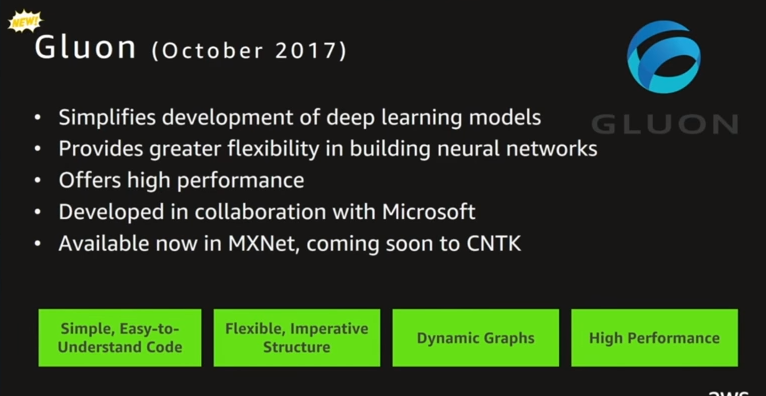 NEW!
Gluon (October 2017)
GLUON
• Simplifies development of deep learning models
• Provides greater flexibility in building neural networks
• Offers high performance
• Developed in collaboration with Microsoft
• Available now in MXNet, coming soon to CNTK
Simple, Easy-to-
Understand Code
Flexible, Imperative
Structure
Dynamic Graphs
High Performance
aws